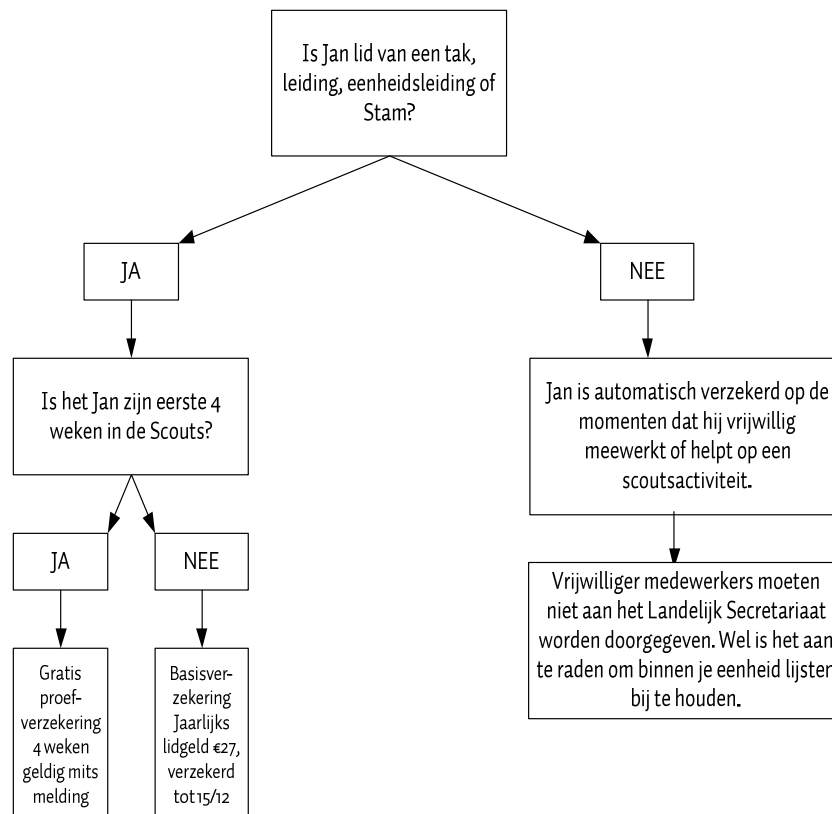 Is Jan lid van een tak,
leiding, eenheidsleiding of
Stam?
JA
NEE
Is het Jan zijn eerste 4
weken in de Scouts?
Jan is automatisch verzekerd op de
momenten dat hij vrijwillig
meewerkt of helpt op een
scoutsactiviteit.
JA
NEE
Vrijwilliger medewerkers moeten
niet aan het Landelijk Secretariaat
worden doorgegeven. Wel is het aan
te raden om binnen je eenheid lijsten
bij te houden.
Gratis
proef-
verzekering
4 weken
geldig mits
melding
Basisver-
zekering
Jaarlijks
lidgeld €27,
verzekerd
tot 15/12